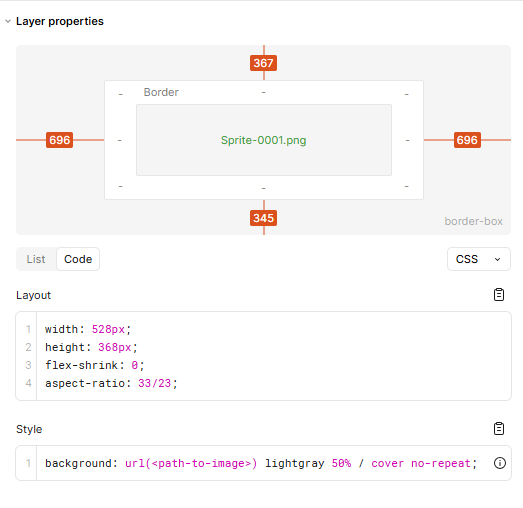 Layer properties
367
- Border - -
696 - Sprite-0001.png - 696
- - -
345
border-box
List Code CSS
Layout
1 width: 528px;
2 height: 368px;
3 flex-shrink: 0;
4 aspect-ratio: 33/23;
Style
1 background: url(<path-to-image>) lightgray 50% / cover no-repeat;